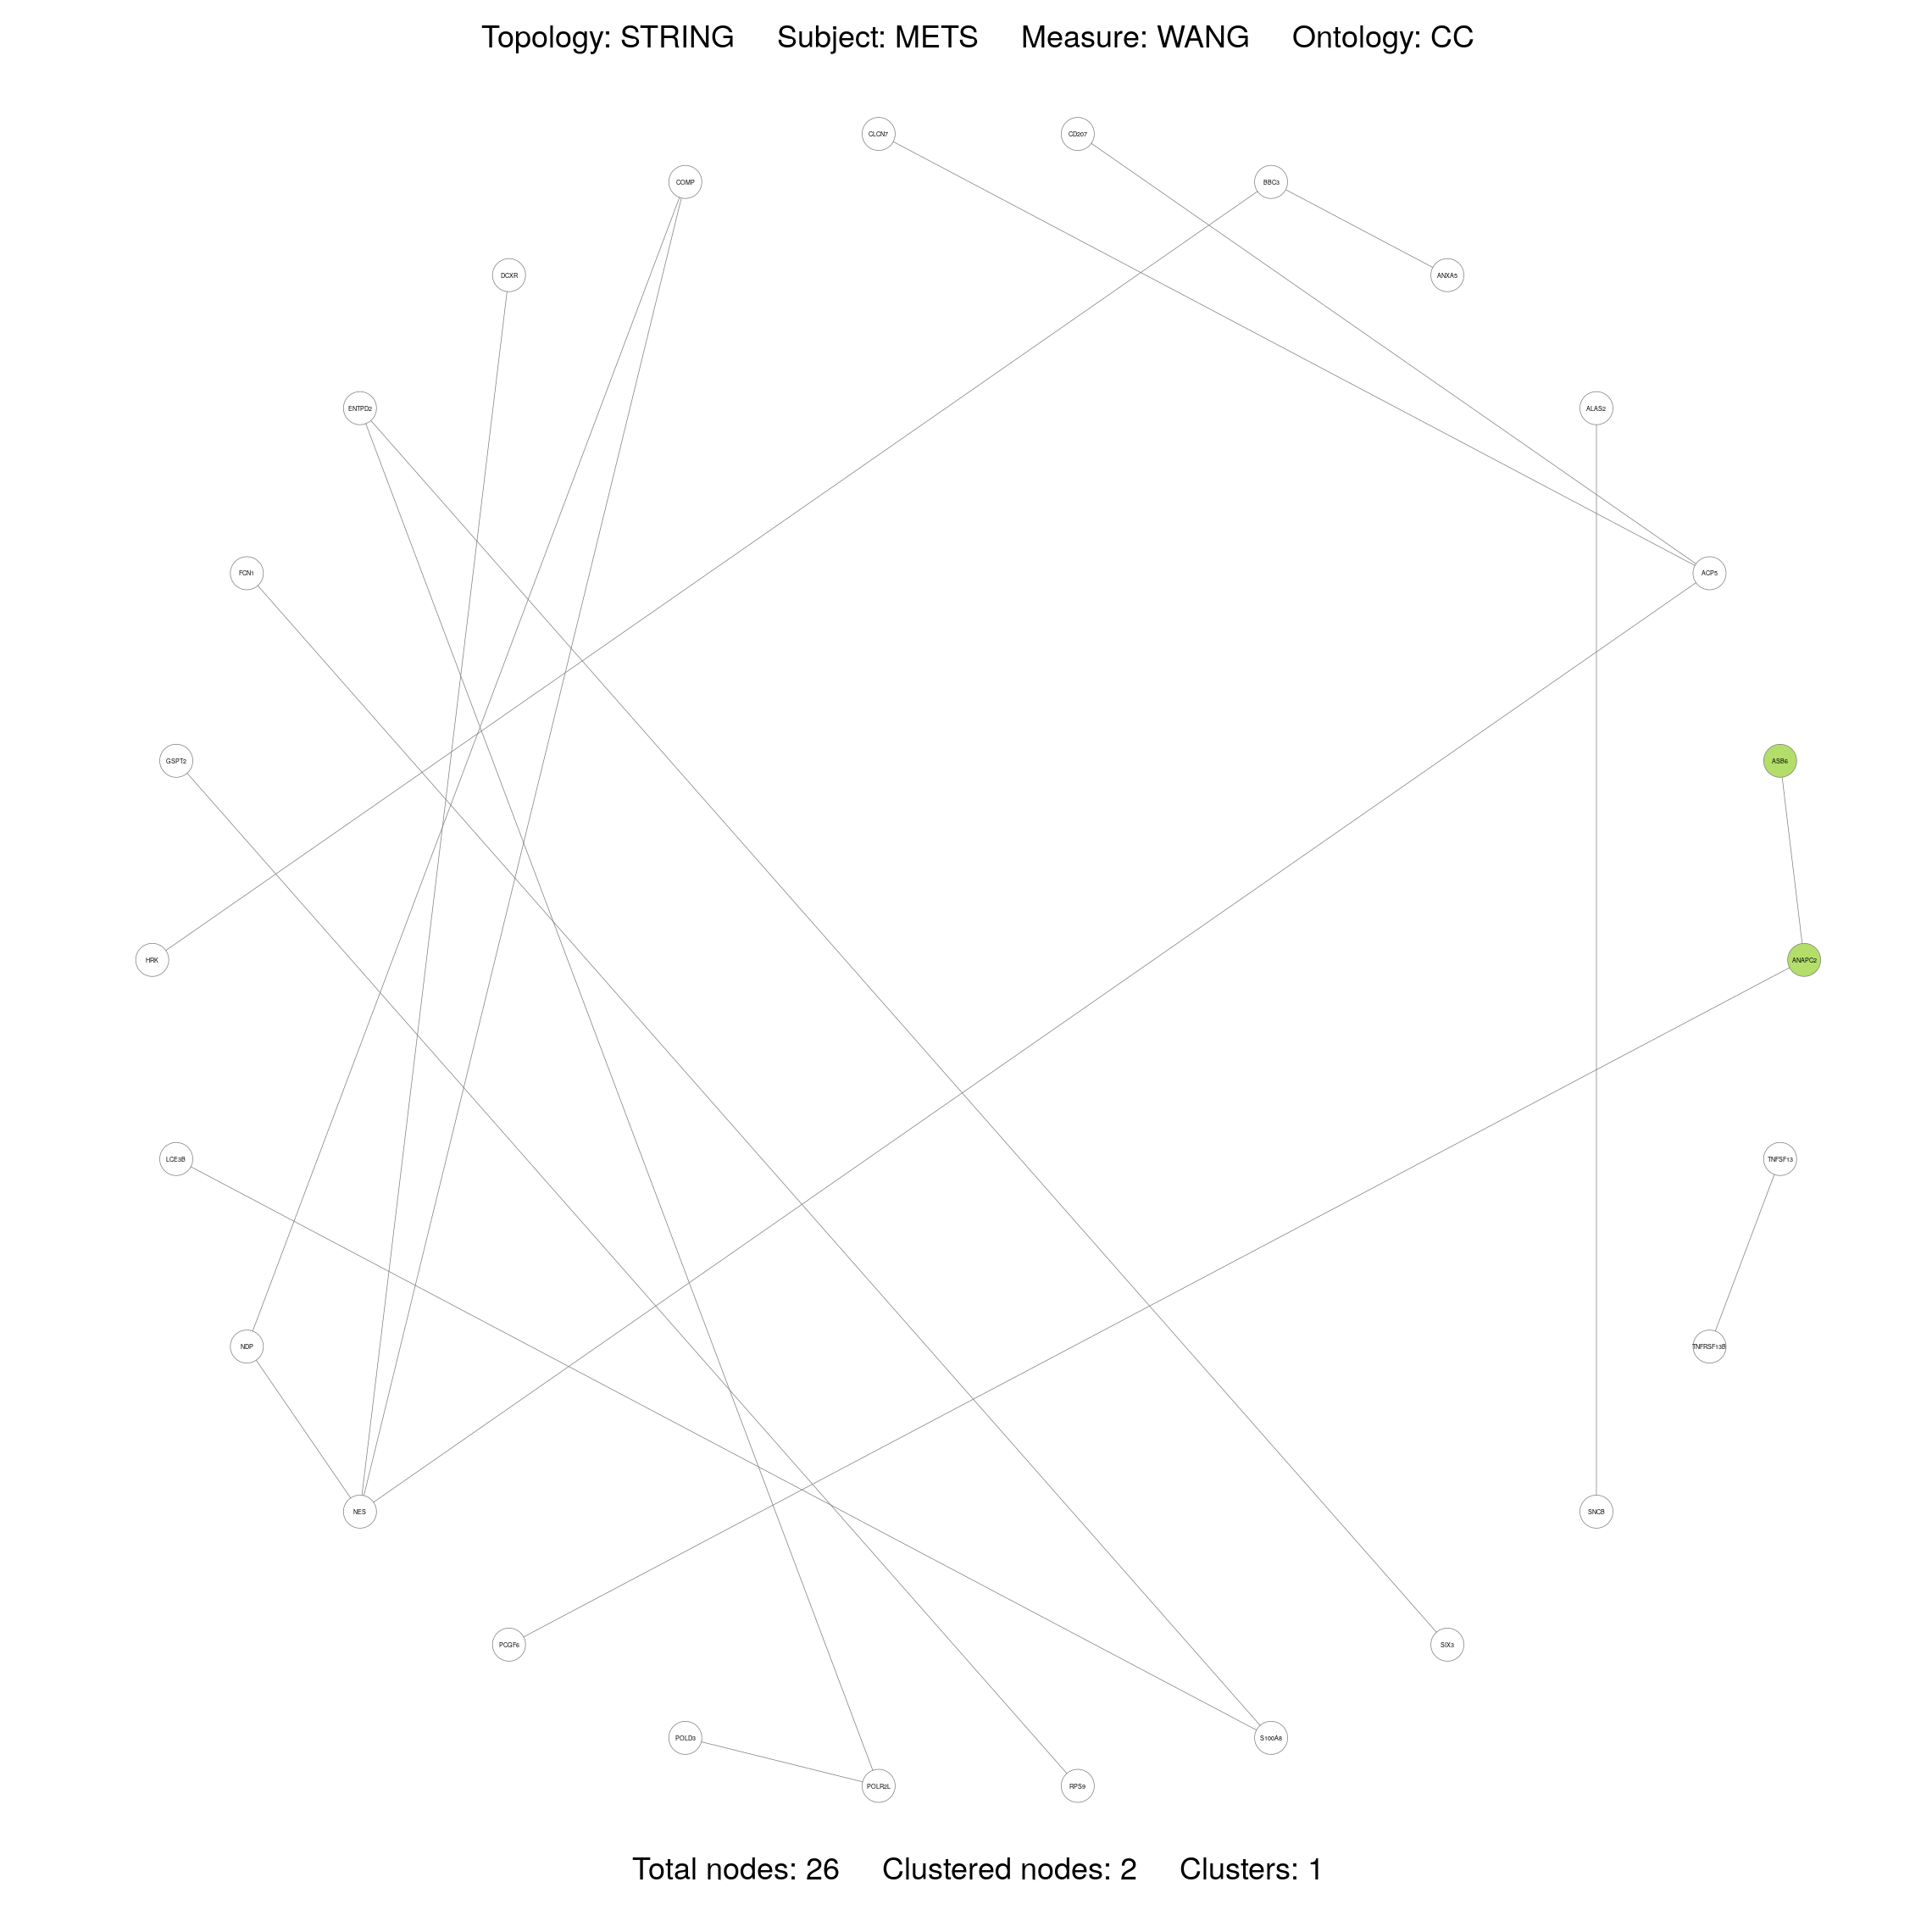 Topology: STRING Subject: METS Measure: WANG Ontology: CC
CLCN7
CD207
COMP
BBC3
DCXR
ANXA5
ENTPD2
ALAS2
FCN1
ACP5
GSPT2
ASB6
HRK
ANAPC2
LCE3B
TNFSF13
NDP
TNFRSF13B
NES
SNCB
PCGF6
SIX3
POLD3
S100A8
POLR2L
RPS9
Total nodes: 26 Clustered nodes: 2 Clusters: 1